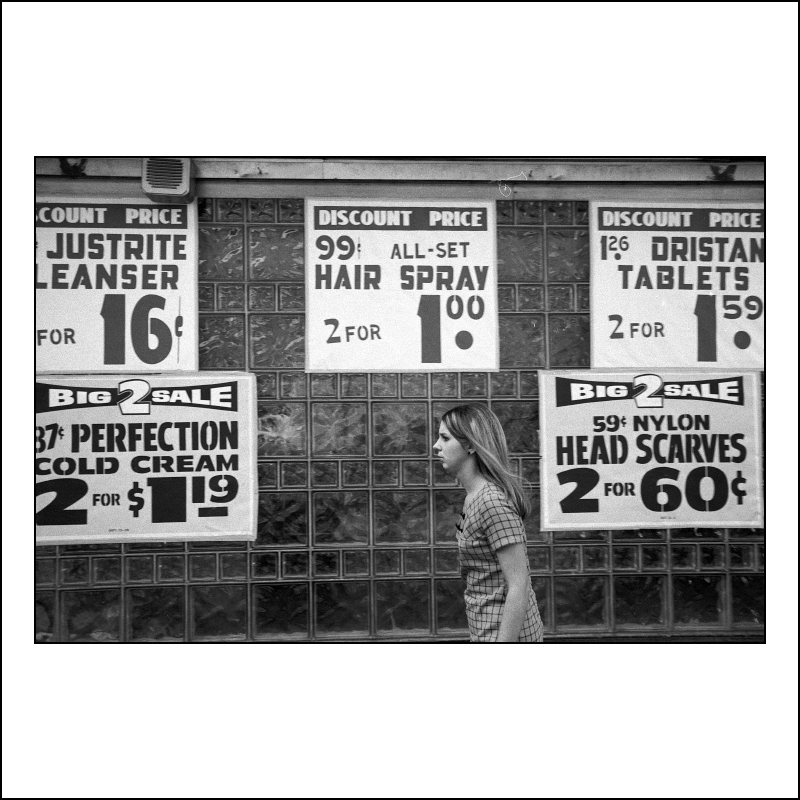 COUNT PRICE
¢ JUSTRITE
LEANSER
FOR 16¢
DISCOUNT PRICE
99¢ ALL-SET
HAIR SPRAY
2 FOR 1.00
DISCOUNT PRICE
1.26 DRISTAN
TABLETS
2 FOR 1.59
BIG 2 SALE
87¢ PERFECTION
COLD CREAM
2 FOR $1.19
BIG 2 SALE
59¢ NYLON
HEAD SCARVES
2 FOR 60¢